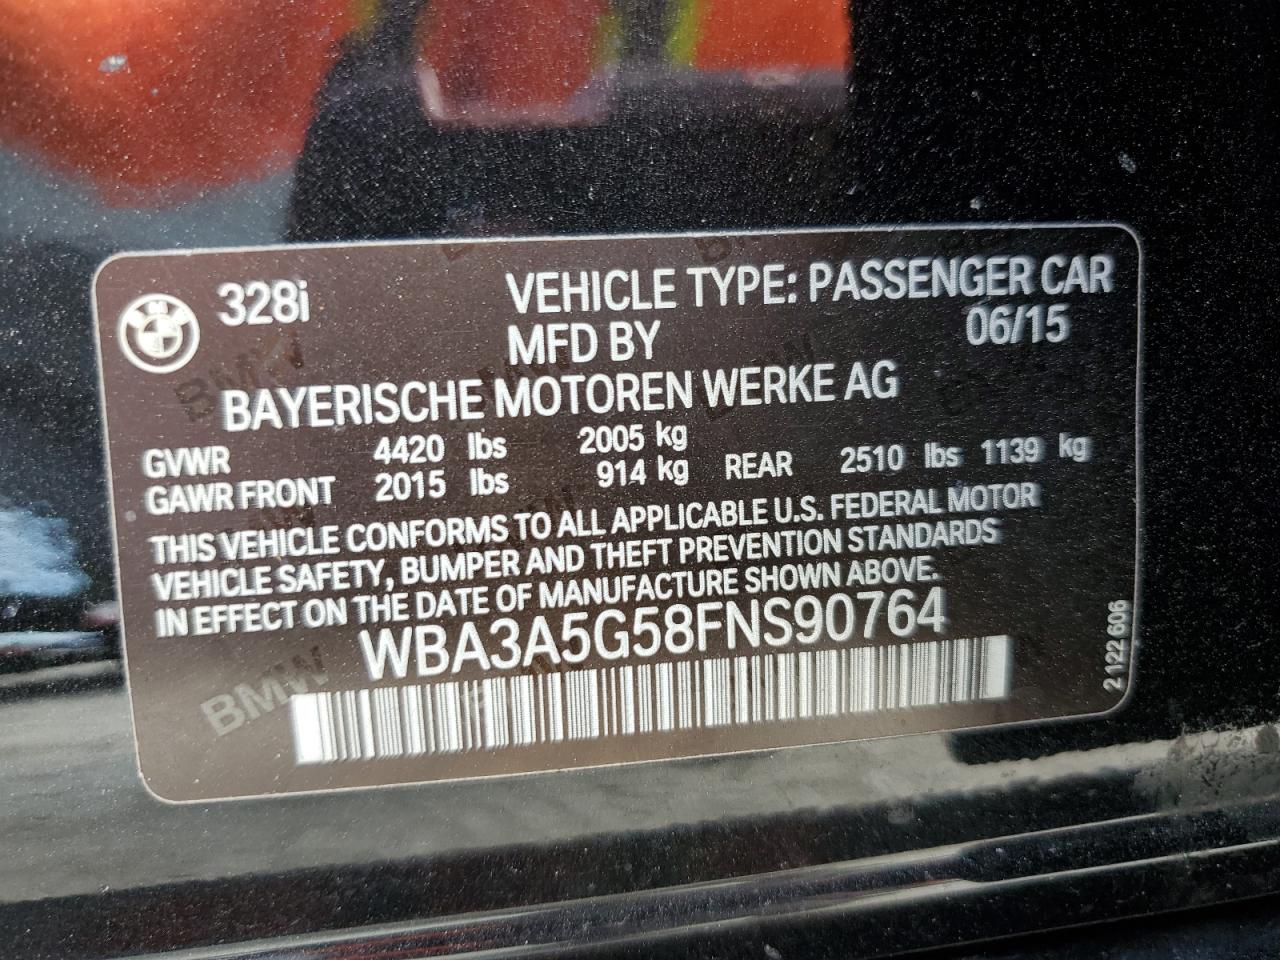 328i VEHICLE TYPE: PASSENGER CAR
MFD BY 06/15
BAYERISCHE MOTOREN WERKE AG
GVWR 4420 lbs 2005 kg
GAWR FRONT 2015 lbs 914 kg REAR 2510 lbs 1139 kg
THIS VEHICLE CONFORMS TO ALL APPLICABLE U.S. FEDERAL MOTOR
VEHICLE SAFETY, BUMPER AND THEFT PREVENTION STANDARDS
IN EFFECT ON THE DATE OF MANUFACTURE SHOWN ABOVE.
WBA3A5G58FNS90764
2 122 606
BMW